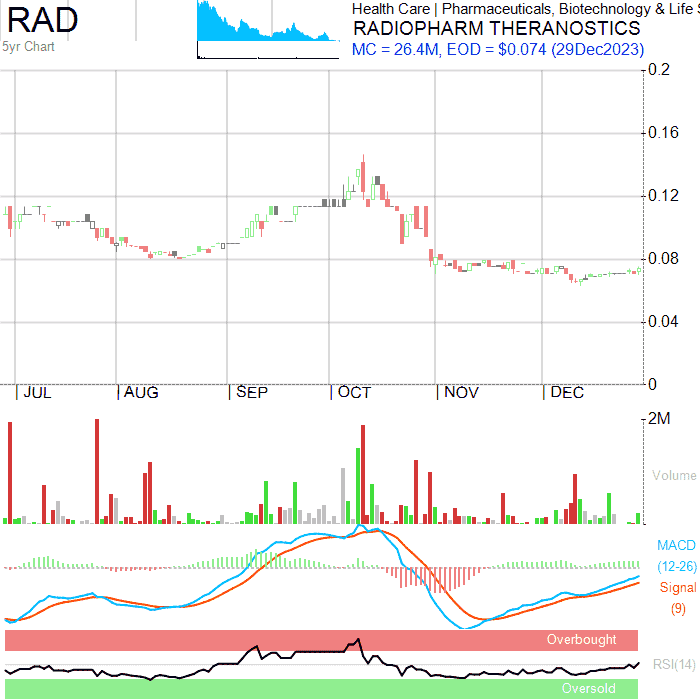 RAD
5yr Chart
Health Care | Pharmaceuticals, Biotechnology & Life S
RADIOPHARM THERANOSTICS
MC = 26.4M, EOD = $0.074 (29Dec2023)
0.2
0.16
0.12
0.08
0.04
0
JUL AUG SEP OCT NOV DEC
2M
Volume
MACD
(12-26)
Signal
(9)
Overbought
RSI(14)
Oversold